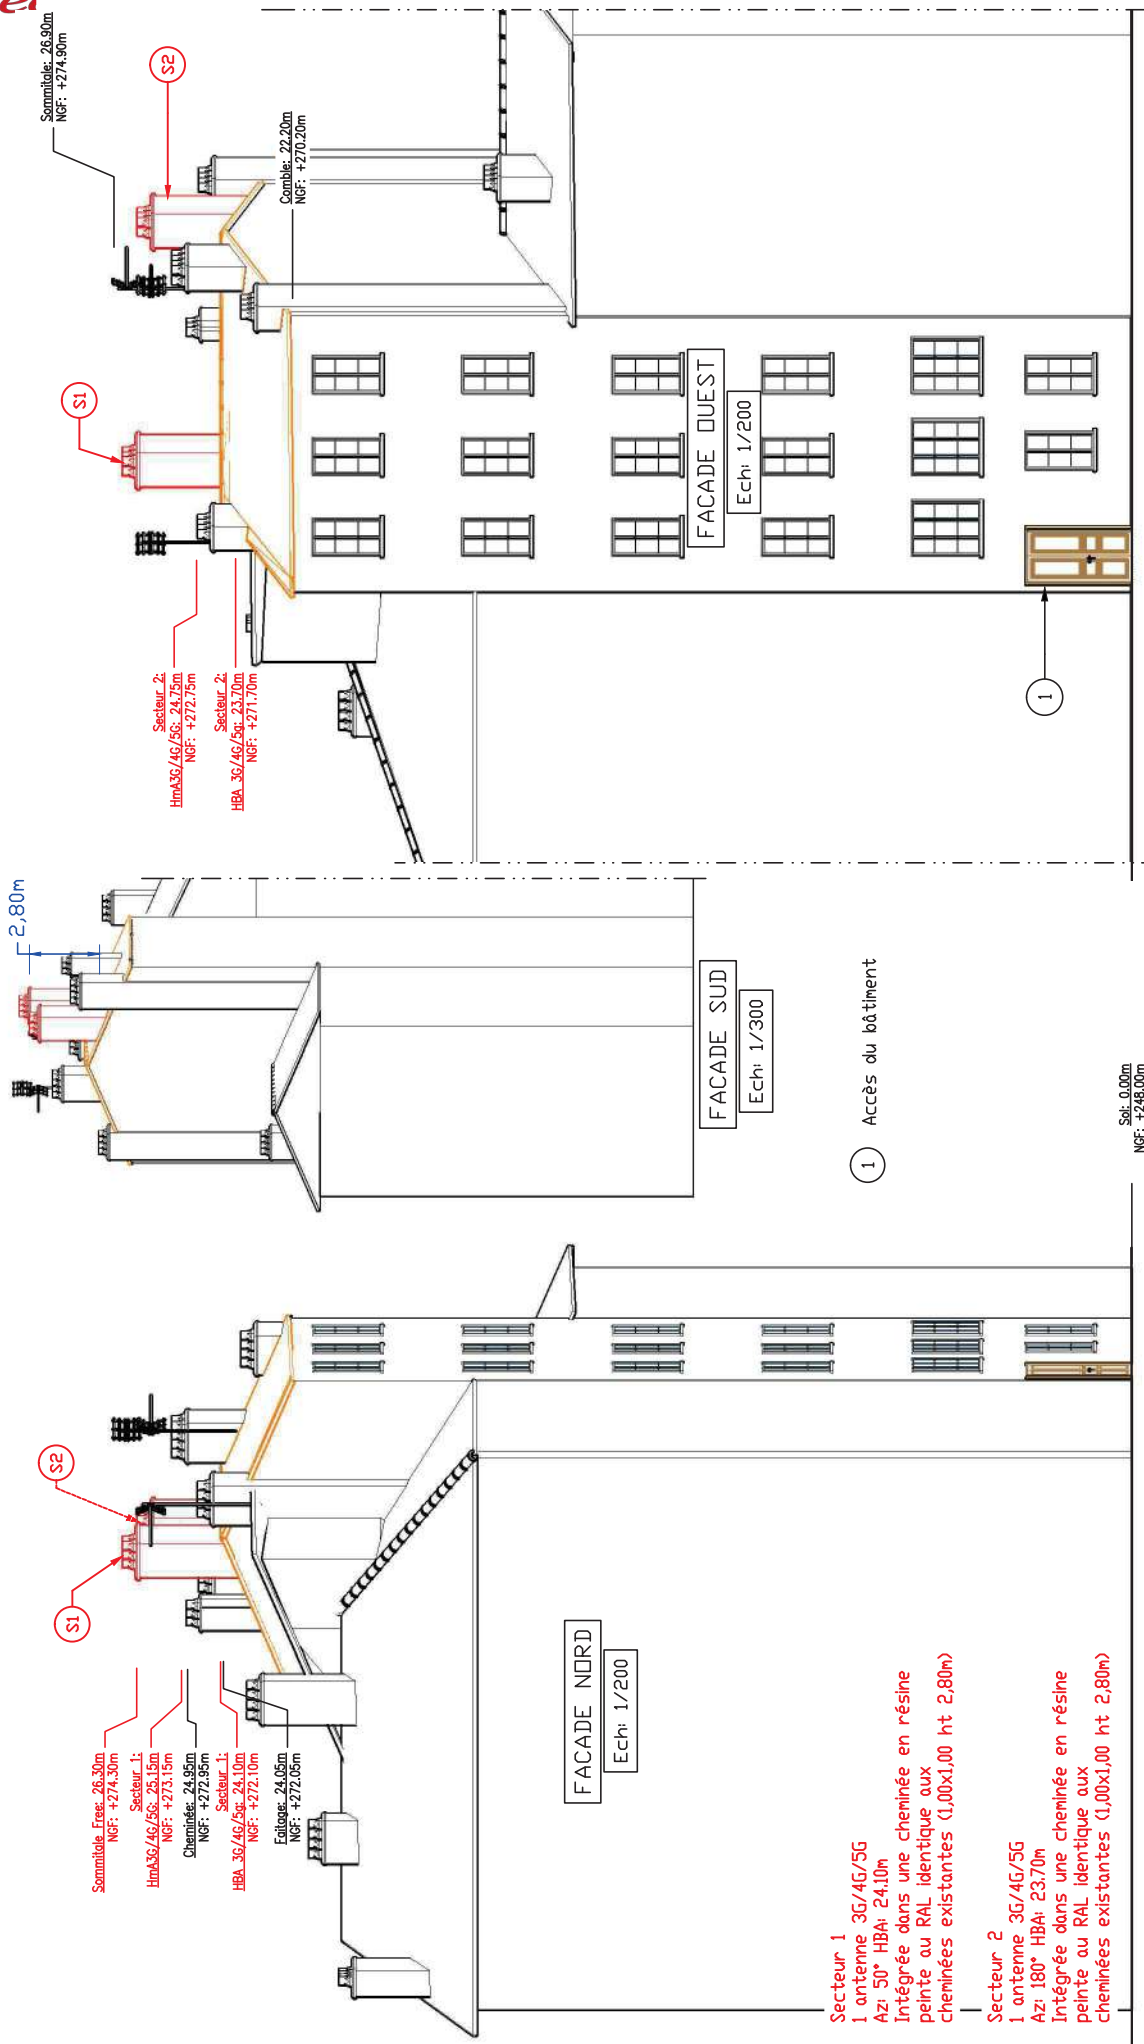 Sommitale Free: 26.30m
NGF: +274.30m
Secteur 1:
HmA3G/4G/5G: 25.15m
NGF: +273.15m
Cheminée: 24.95m
NGF: +272.95m
Secteur 1:
HBA 3G/4G/5g: 24.10m
NGF: +272.10m
Faitage: 24.05m
NGF: +272.05m
S1
S2
FACADE NORD
Ech: 1/200
Secteur 1
1 antenne 3G/4G/5G
Az: 50° HBA: 24.10m
Intégrée dans une cheminée en résine
peinte au RAL identique aux
cheminées existantes (1,00x1,00 ht 2,80m)
Secteur 2
1 antenne 3G/4G/5G
Az: 180° HBA: 23.70m
Intégrée dans une cheminée en résine
peinte au RAL identique aux
cheminées existantes (1,00x1,00 ht 2,80m)
2,80m
FACADE SUD
Ech: 1/300
1 Accès du bâtiment
Sol: 0.00m
NGF: +248.00m
Secteur 2:
HmA3G/4G/5G: 24.75m
NGF: +272.75m
Secteur 2:
HBA 3G/4G/5g: 23.70m
NGF: +271.70m
S1
S2
Sommitale: 26.90m
NGF: +274.90m
Comble: 22.20m
NGF: +270.20m
FACADE OUEST
Ech: 1/200
1